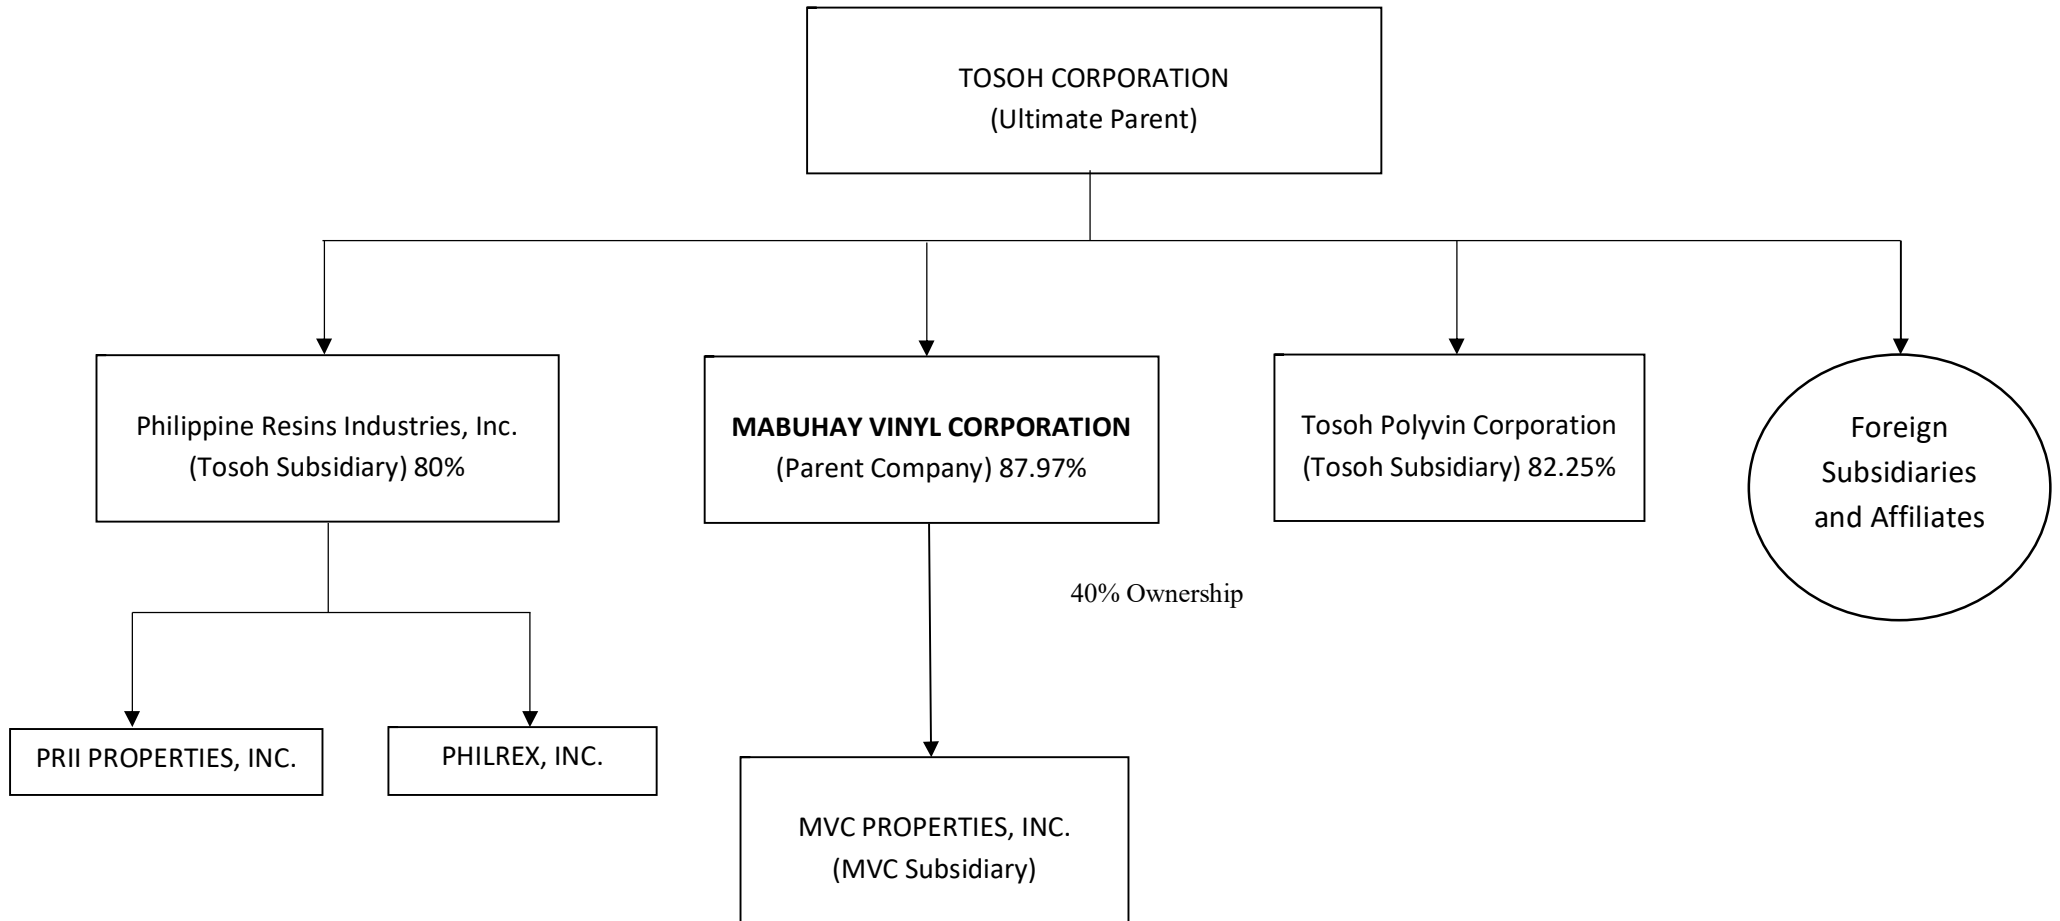 TOSOH CORPORATION
(Ultimate Parent)
Philippine Resins Industries, Inc.
(Tosoh Subsidiary) 80%
MABUHAY VINYL CORPORATION
(Parent Company) 87.97%
Tosoh Polyvin Corporation
(Tosoh Subsidiary) 82.25%
Foreign
Subsidiaries
and Affiliates
40% Ownership
PRII PROPERTIES, INC.
PHILREX, INC.
MVC PROPERTIES, INC.
(MVC Subsidiary)